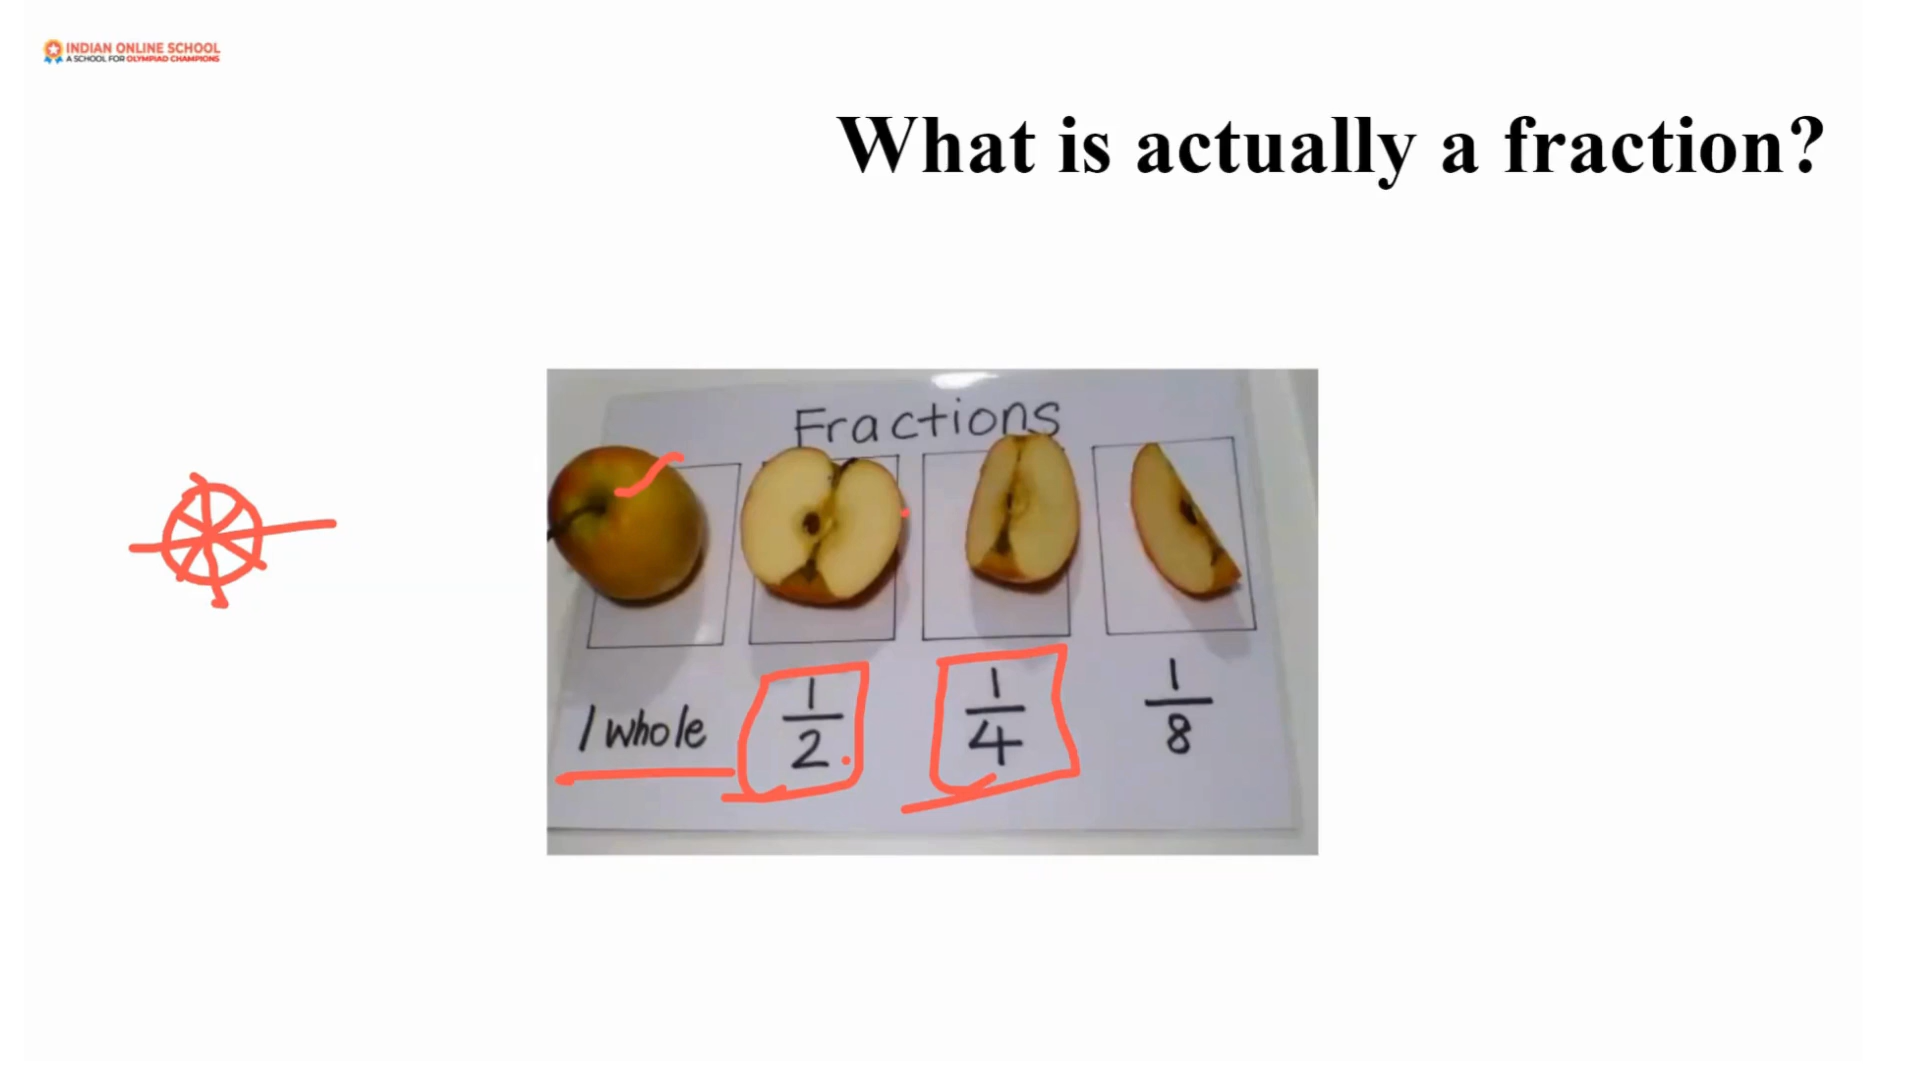 INDIAN ONLINE SCHOOL
A SCHOOL FOR OLYMPIAD CHAMPIONS
What is actually a fraction?
Fractions
1 whole
1/2
1/4
1/8